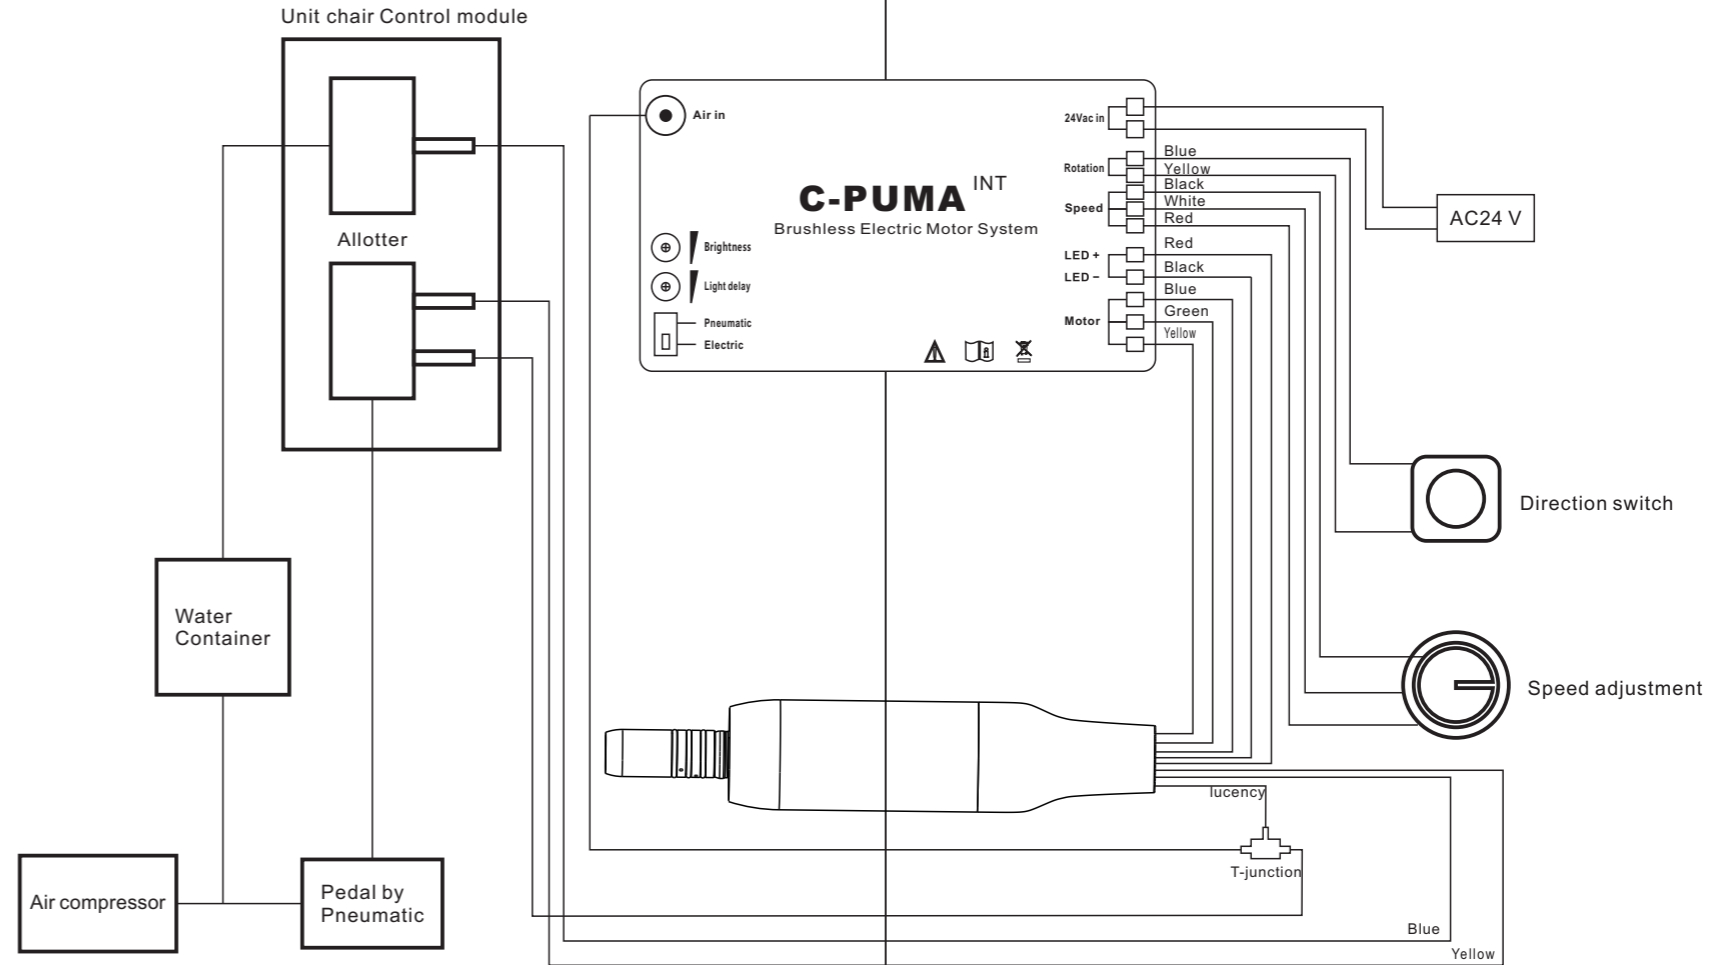 Unit chair Control module
Allotter
Water
Container
Air compressor
Pedal by
Pneumatic
Air in
C-PUMA INT
Brushless Electric Motor System
Brightness
Light delay
Pneumatic
Electric
24Vac in
Rotation
Speed
LED +
LED −
Motor
Blue
Yellow
Black
White
Red
Red
Black
Blue
Green
Yellow
AC24 V
Direction switch
Speed adjustment
lucency
T-junction
Blue
Yellow